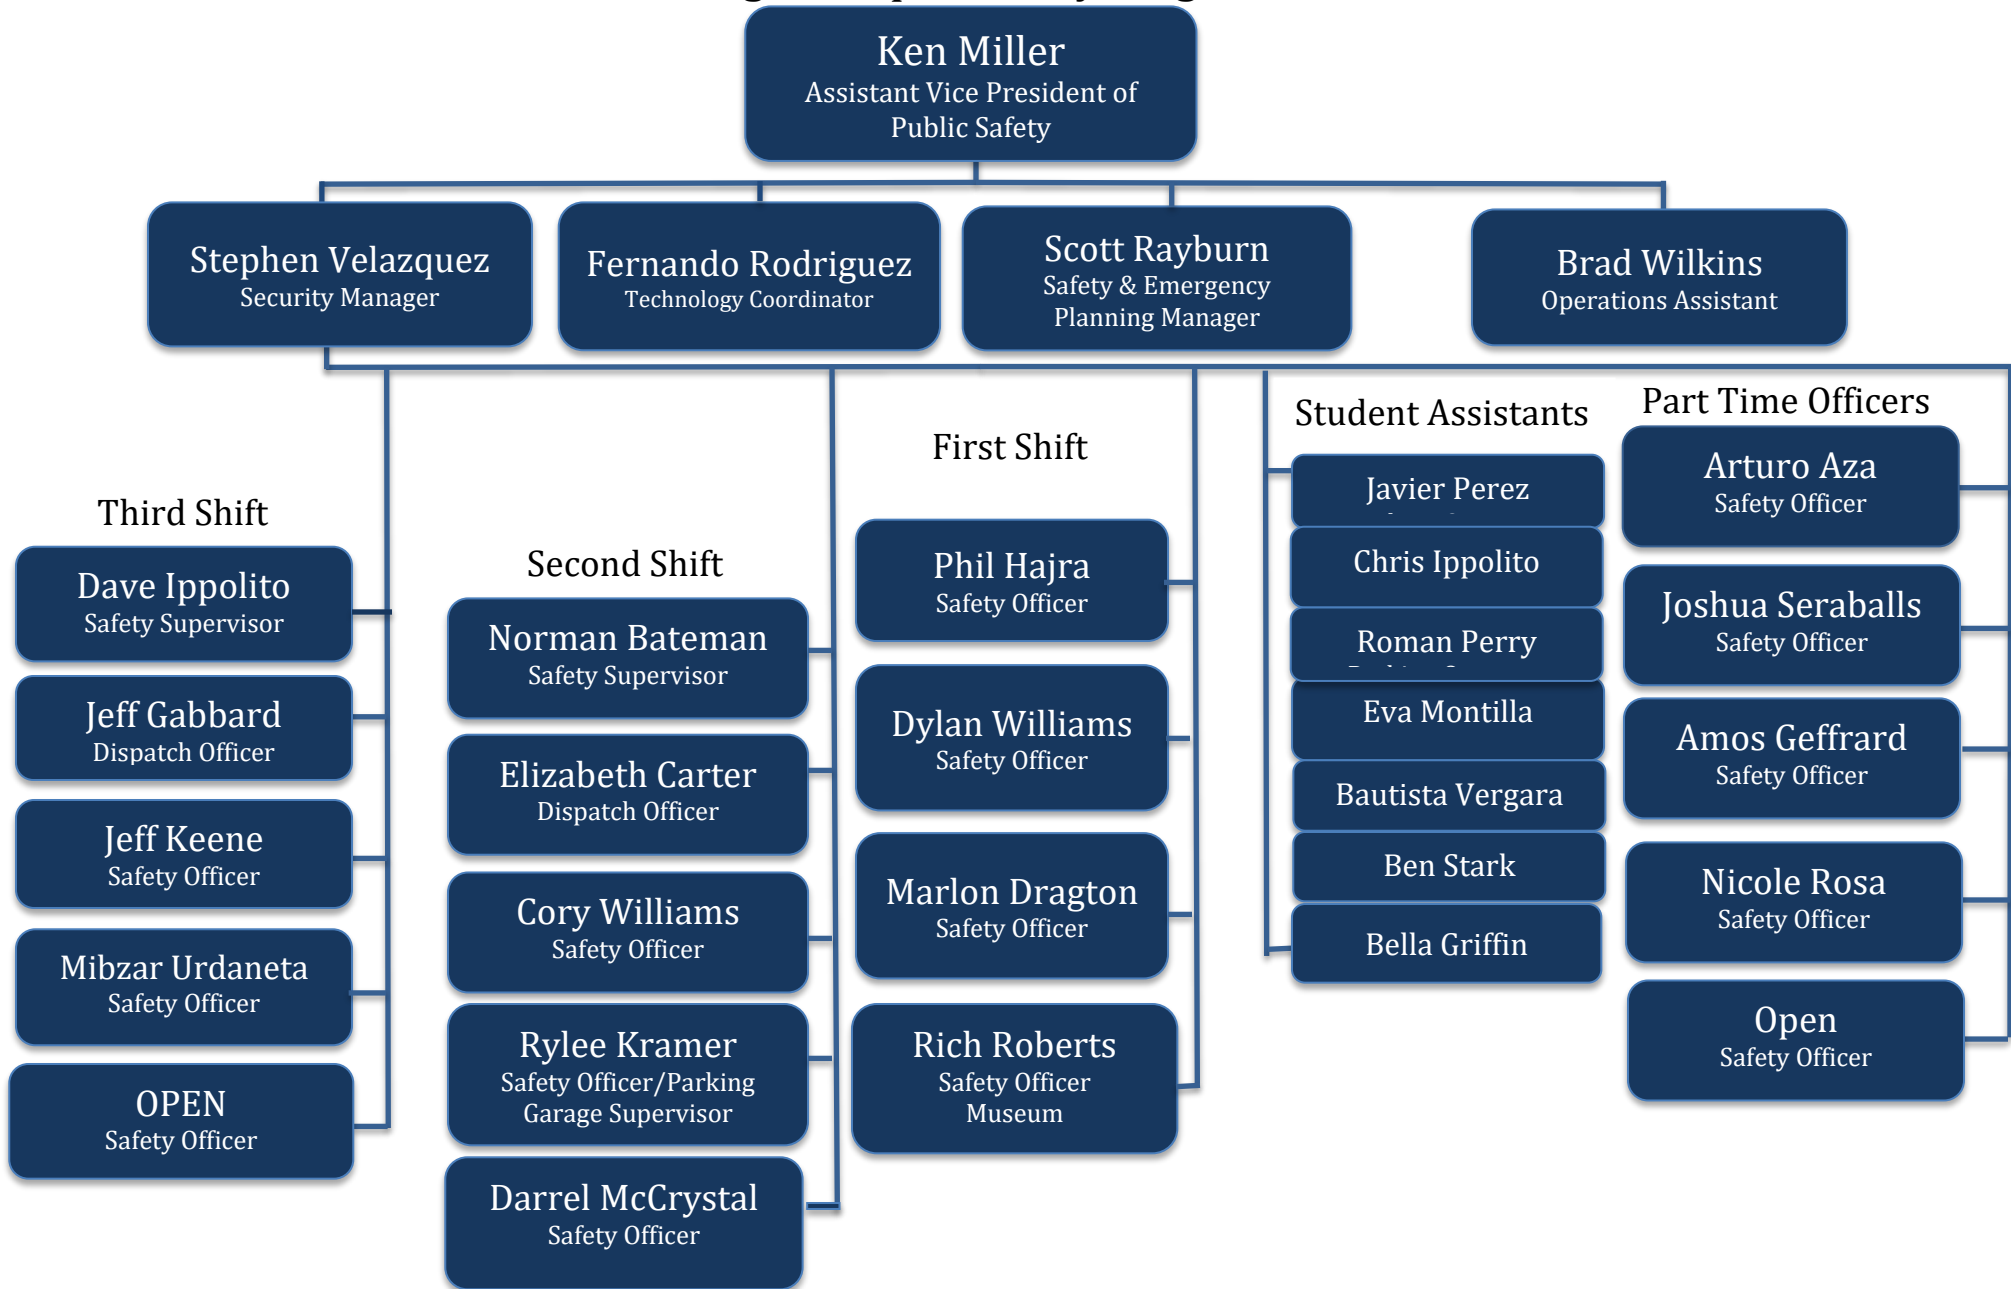 Ken Miller
Assistant Vice President of
Public Safety
Stephen Velazquez
Security Manager
Fernando Rodriguez
Technology Coordinator
Scott Rayburn
Safety & Emergency
Planning Manager
Brad Wilkins
Operations Assistant
Third Shift
Dave Ippolito
Safety Supervisor
Jeff Gabbard
Dispatch Officer
Jeff Keene
Safety Officer
Mibzar Urdaneta
Safety Officer
OPEN
Safety Officer
Second Shift
Norman Bateman
Safety Supervisor
Elizabeth Carter
Dispatch Officer
Cory Williams
Safety Officer
Rylee Kramer
Safety Officer/Parking
Garage Supervisor
Darrel McCrystal
Safety Officer
First Shift
Phil Hajra
Safety Officer
Dylan Williams
Safety Officer
Marlon Dragton
Safety Officer
Rich Roberts
Safety Officer
Museum
Student Assistants
Javier Perez
Chris Ippolito
Roman Perry
Eva Montilla
Bautista Vergara
Ben Stark
Bella Griffin
Part Time Officers
Arturo Aza
Safety Officer
Joshua Seraballs
Safety Officer
Amos Geffrard
Safety Officer
Nicole Rosa
Safety Officer
Open
Safety Officer